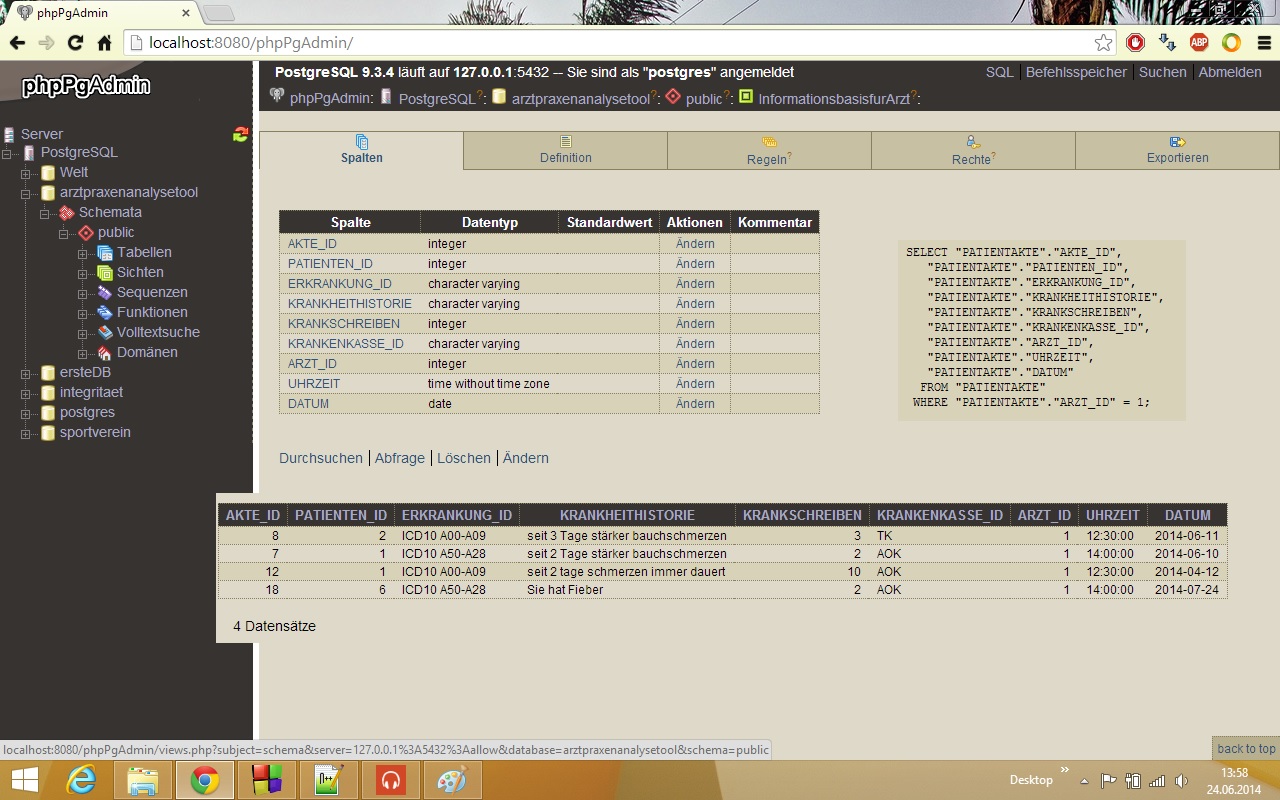 phpPgAdmin
localhost:8080/phpPgAdmin/
ABP
phpPgAdmin
PostgreSQL 9.3.4 läuft auf 127.0.0.1:5432 -- Sie sind als "postgres" angemeldet
SQL | Befehlsspeicher | Suchen | Abmelden
phpPgAdmin: PostgreSQL?: arztpraxenanalysetool?: public?: InformationsbasisfurArzt?:
Server
PostgreSQL
Welt
arztpraxenanalysetool
Schemata
public
Tabellen
Sichten
Sequenzen
Funktionen
Volltextsuche
Domänen
ersteDB
integritaet
postgres
sportverein
Spalten Definition Regeln? Rechte? Exportieren
Spalte Datentyp Standardwert Aktionen Kommentar
AKTE_ID integer Ändern
PATIENTEN_ID integer Ändern
ERKRANKUNG_ID character varying Ändern
KRANKHEITHISTORIE character varying Ändern
KRANKSCHREIBEN integer Ändern
KRANKENKASSE_ID character varying Ändern
ARZT_ID integer Ändern
UHRZEIT time without time zone Ändern
DATUM date Ändern
SELECT "PATIENTAKTE"."AKTE_ID",
"PATIENTAKTE"."PATIENTEN_ID",
"PATIENTAKTE"."ERKRANKUNG_ID",
"PATIENTAKTE"."KRANKHEITHISTORIE",
"PATIENTAKTE"."KRANKSCHREIBEN",
"PATIENTAKTE"."KRANKENKASSE_ID",
"PATIENTAKTE"."ARZT_ID",
"PATIENTAKTE"."UHRZEIT",
"PATIENTAKTE"."DATUM"
FROM "PATIENTAKTE"
WHERE "PATIENTAKTE"."ARZT_ID" = 1;
Durchsuchen | Abfrage | Löschen | Ändern
AKTE_ID PATIENTEN_ID ERKRANKUNG_ID KRANKHEITHISTORIE KRANKSCHREIBEN KRANKENKASSE_ID ARZT_ID UHRZEIT DATUM
8 2 ICD10 A00-A09 seit 3 Tage stärker bauchschmerzen 3 TK 1 12:30:00 2014-06-11
7 1 ICD10 A50-A28 seit 2 Tage stärker bauchschmerzen 2 AOK 1 14:00:00 2014-06-10
12 1 ICD10 A00-A09 seit 2 tage schmerzen immer dauert 10 AOK 1 12:30:00 2014-04-12
18 6 ICD10 A50-A28 Sie hat Fieber 2 AOK 1 14:00:00 2014-07-24
4 Datensätze
localhost:8080/phpPgAdmin/views.php?subject=schema&server=127.0.0.1%3A5432%3Aallow&database=arztpraxenanalysetool&schema=public
back to top
Desktop
13:58
24.06.2014